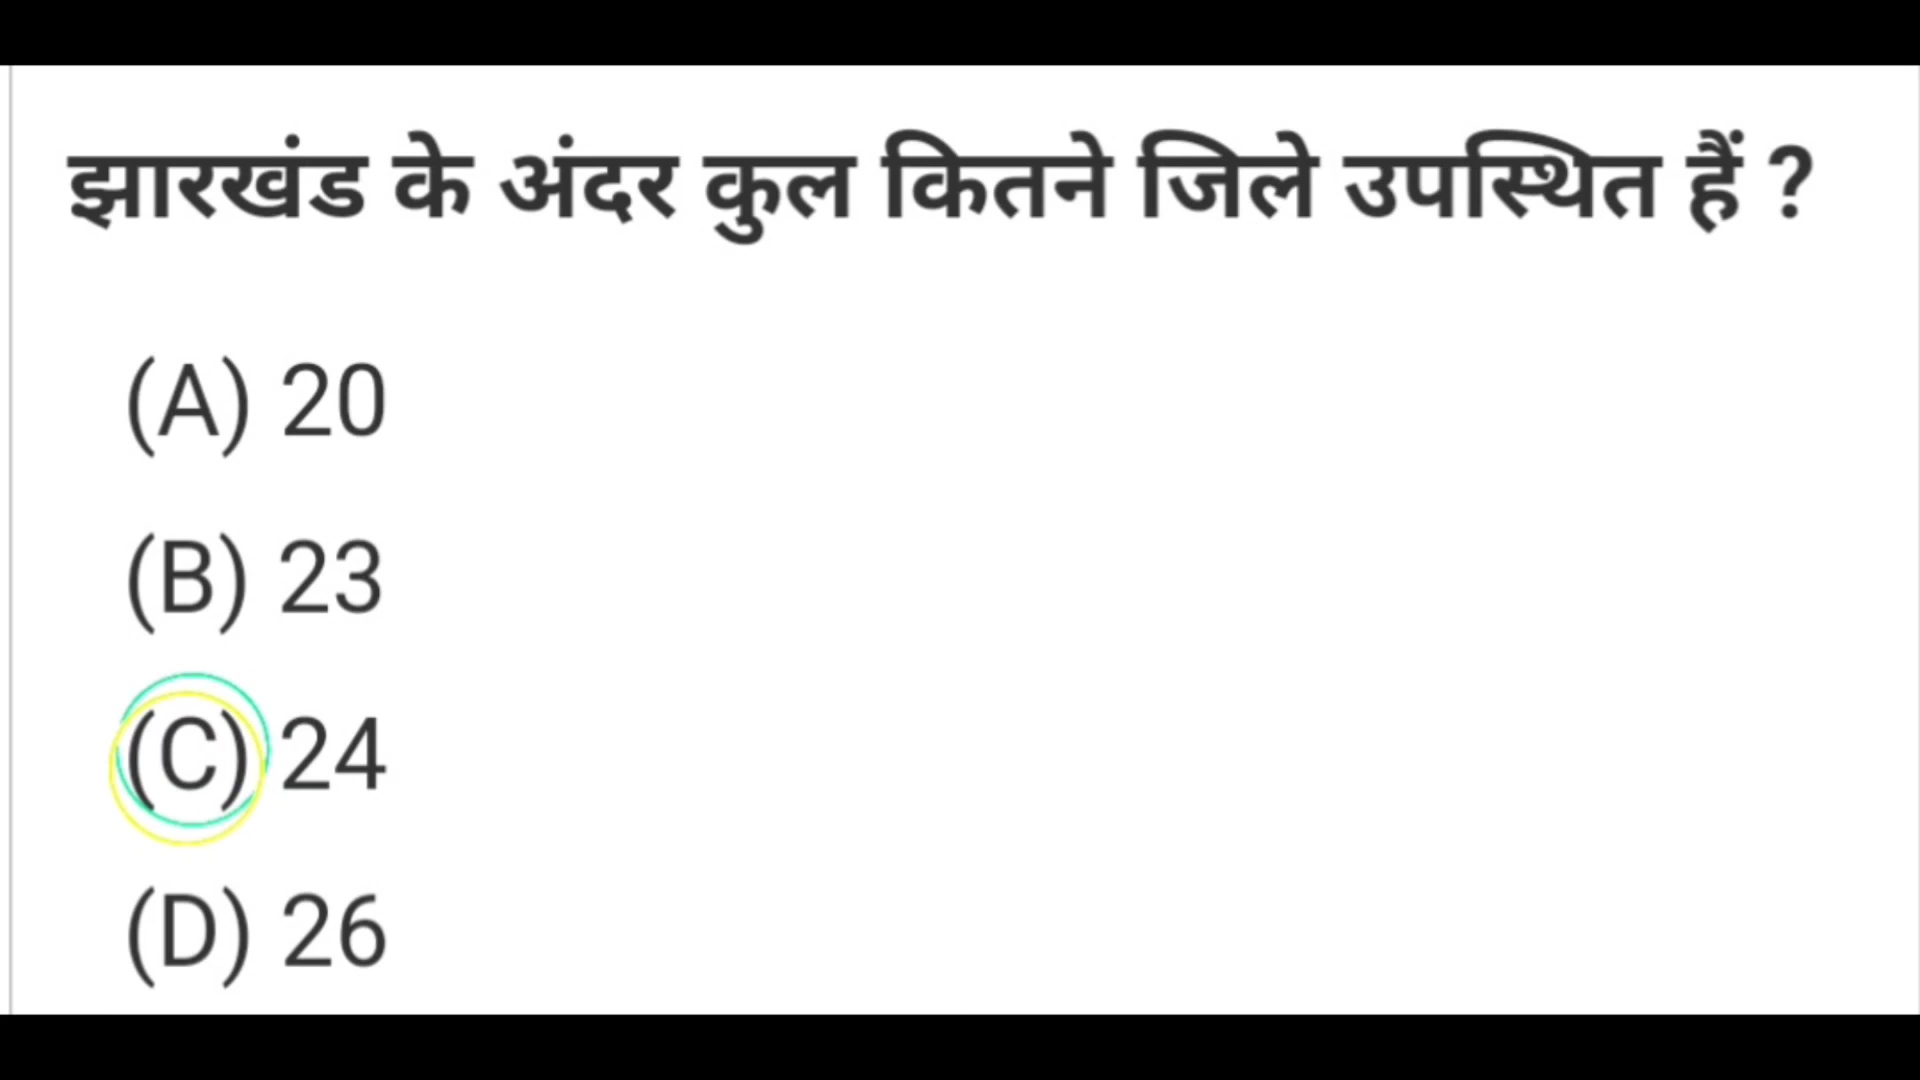 झारखंड के अंदर कुल कितने जिले उपस्थित हैं ?
(A) 20
(B) 23
(C) 24
(D) 26